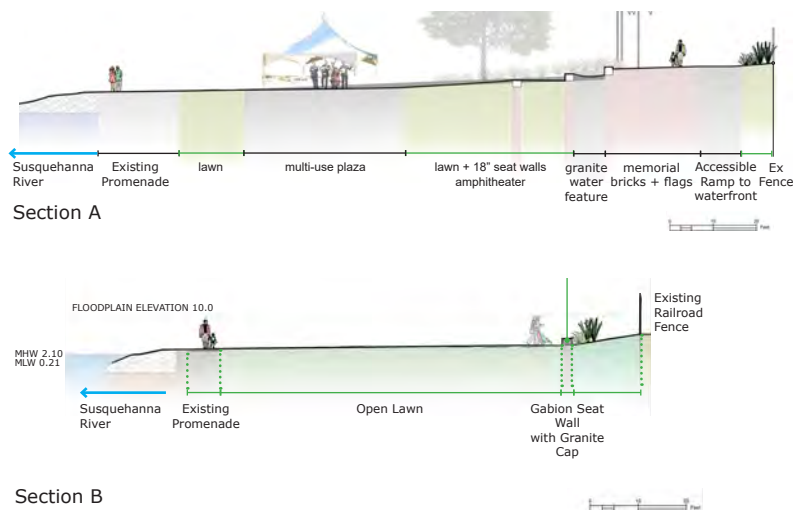 Susquehanna
River
Existing
Promenade
lawn
multi-use plaza
lawn + 18" seat walls
amphitheater
granite
water
feature
memorial
bricks + flags
Accessible
Ramp to
waterfront
Ex
Fence
Section A
Feet
FLOODPLAIN ELEVATION 10.0
Existing
Railroad
Fence
MHW 2.10
MLW 0.21
Susquehanna
River
Existing
Promenade
Open Lawn
Gabion Seat
Wall
with Granite
Cap
Section B
Feet